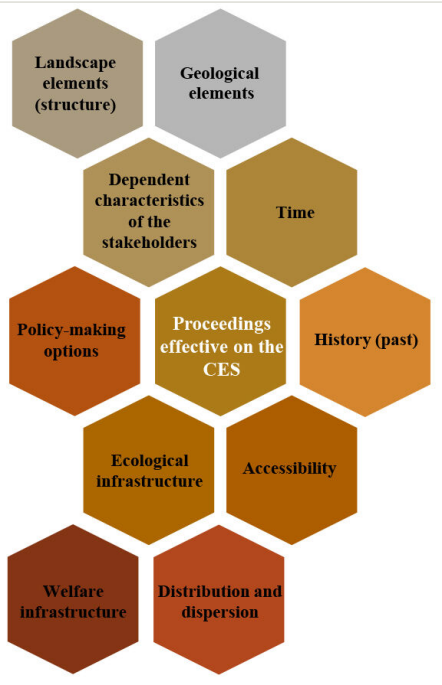 Landscape
elements
(structure)
Geological
elements
Dependent
characteristics
of the
stakeholders
Time
Policy-making
options
Proceedings
effective on the
CES
History (past)
Ecological
infrastructure
Accessibility
Welfare
infrastructure
Distribution and
dispersion